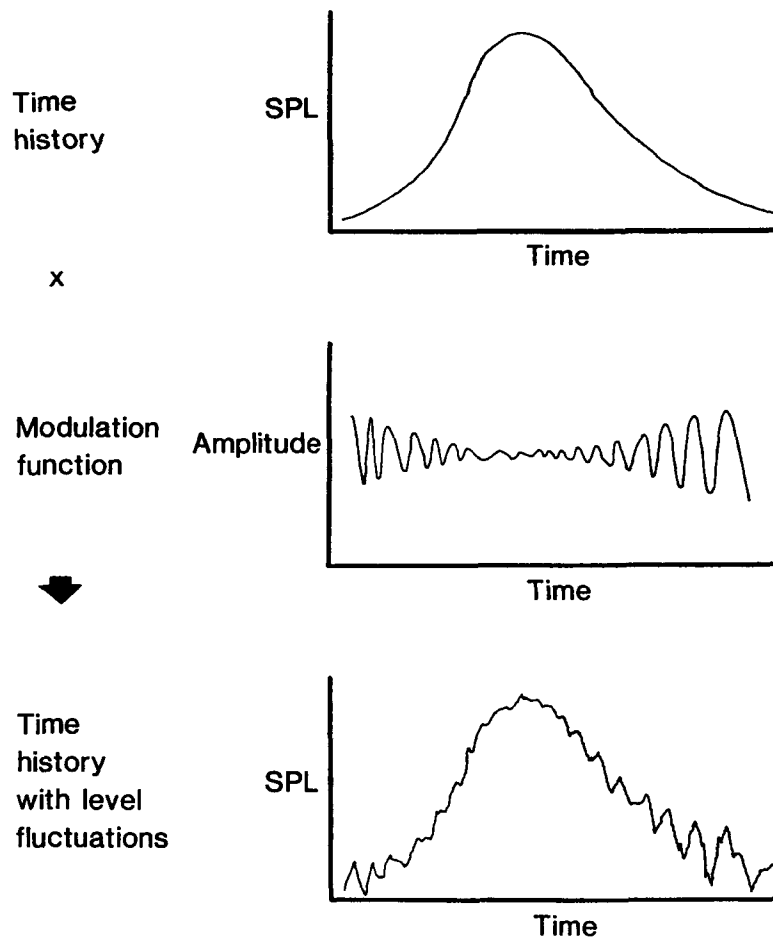 Time
history
SPL
Time
x
Modulation
function
Amplitude
Time
Time
history
with level
fluctuations
SPL
Time